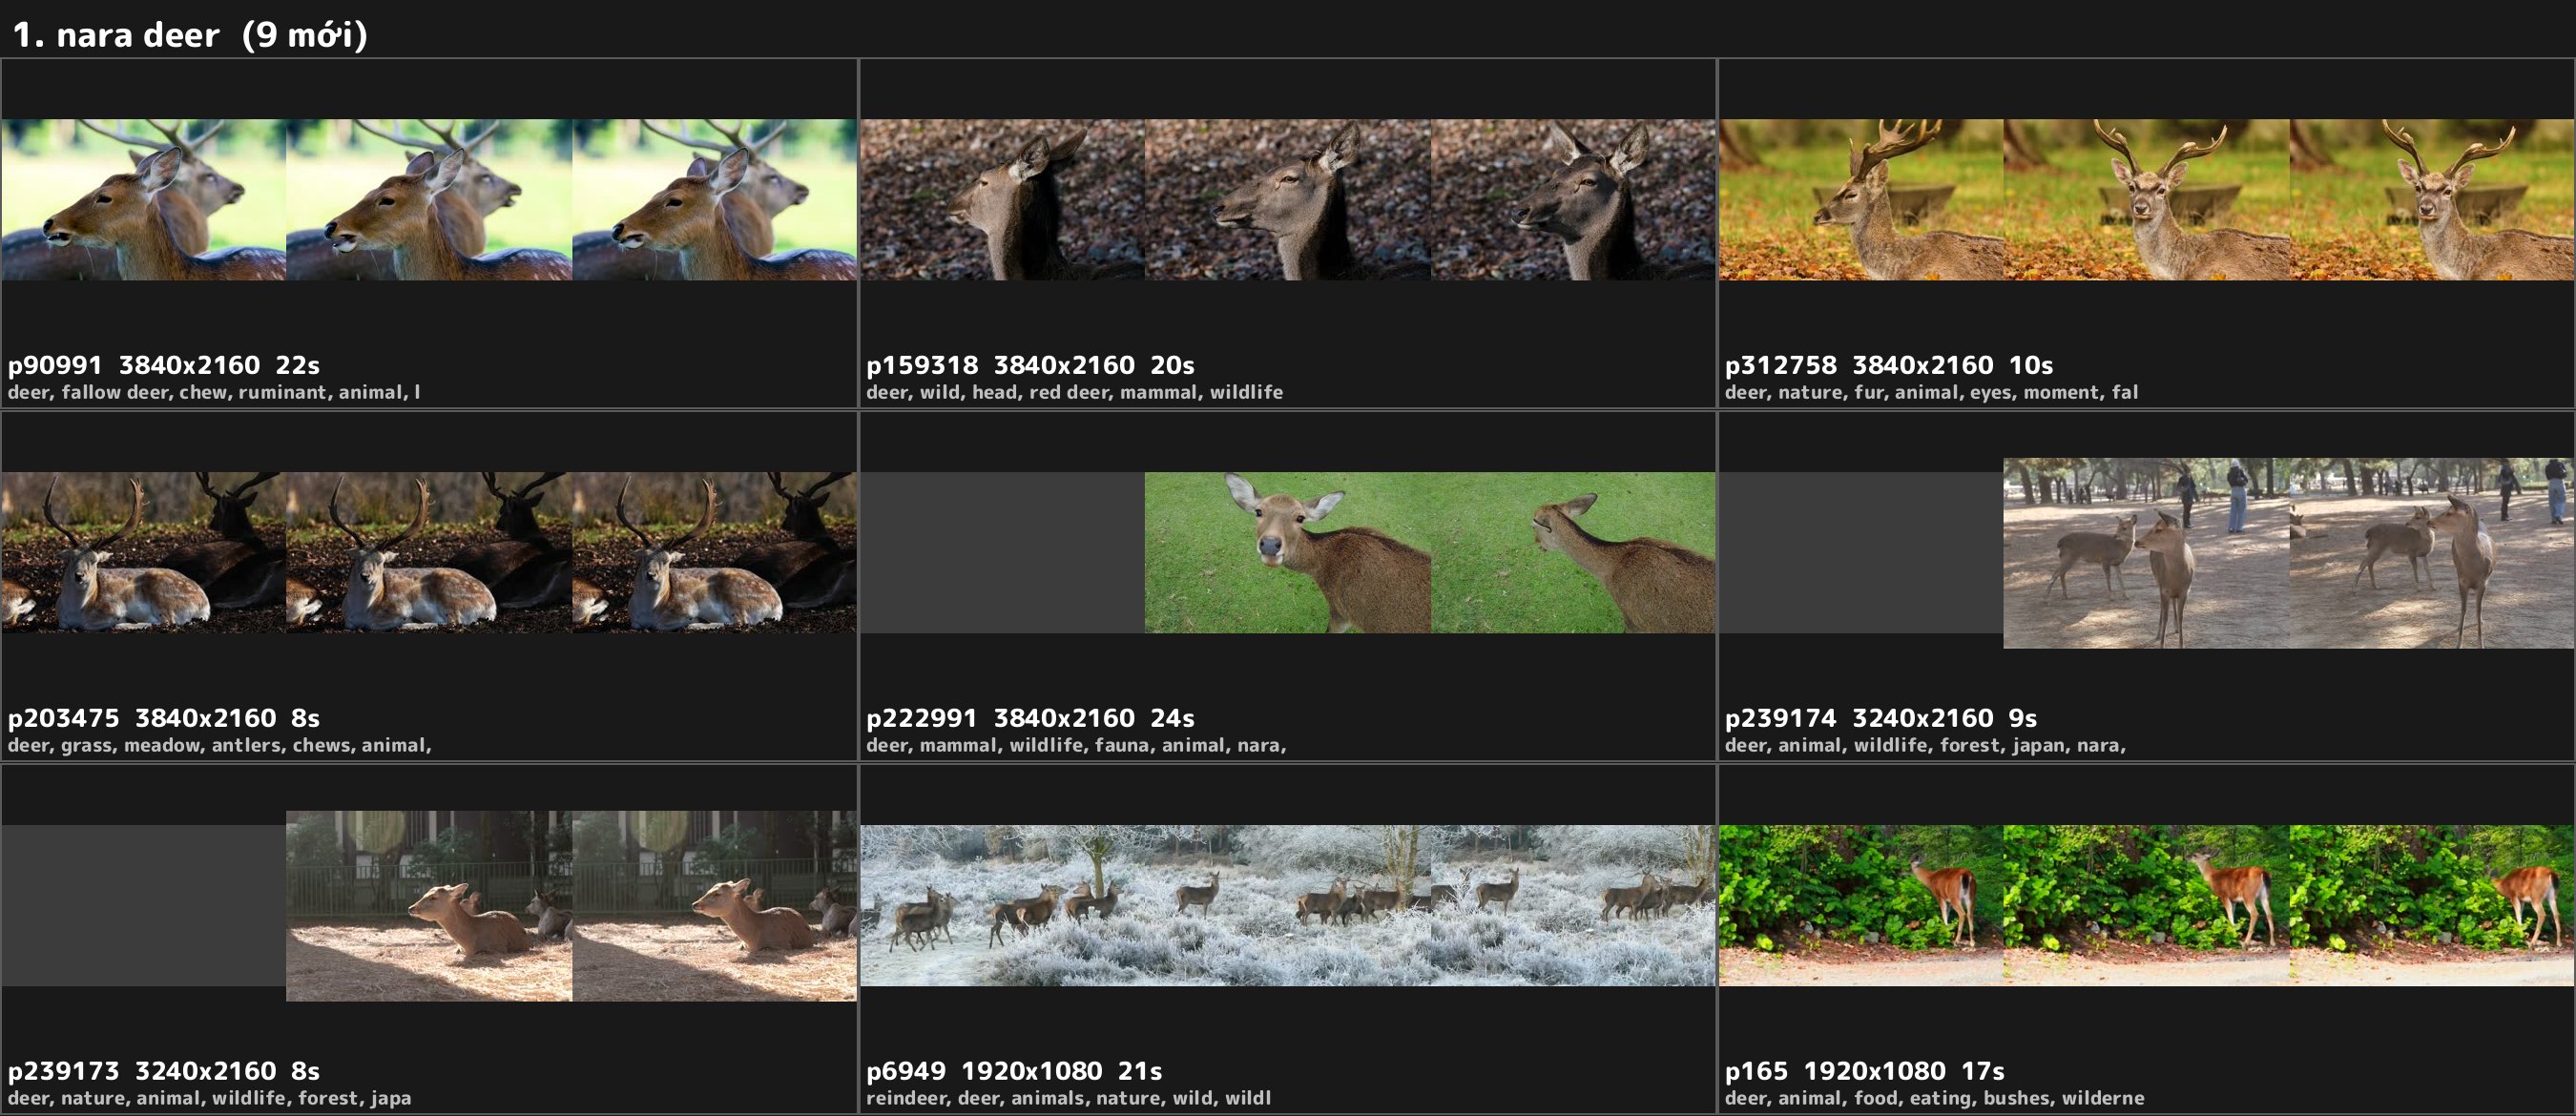 1. nara deer (9 mới)
p90991 3840x2160 22s
deer, fallow deer, chew, ruminant, animal, l
p159318 3840x2160 20s
deer, wild, head, red deer, mammal, wildlife
p312758 3840x2160 10s
deer, nature, fur, animal, eyes, moment, fal
p203475 3840x2160 8s
deer, grass, meadow, antlers, chews, animal,
p222991 3840x2160 24s
deer, mammal, wildlife, fauna, animal, nara,
p239174 3240x2160 9s
deer, animal, wildlife, forest, japan, nara,
p239173 3240x2160 8s
deer, nature, animal, wildlife, forest, japa
p6949 1920x1080 21s
reindeer, deer, animals, nature, wild, wildl
p165 1920x1080 17s
deer, animal, food, eating, bushes, wilderne